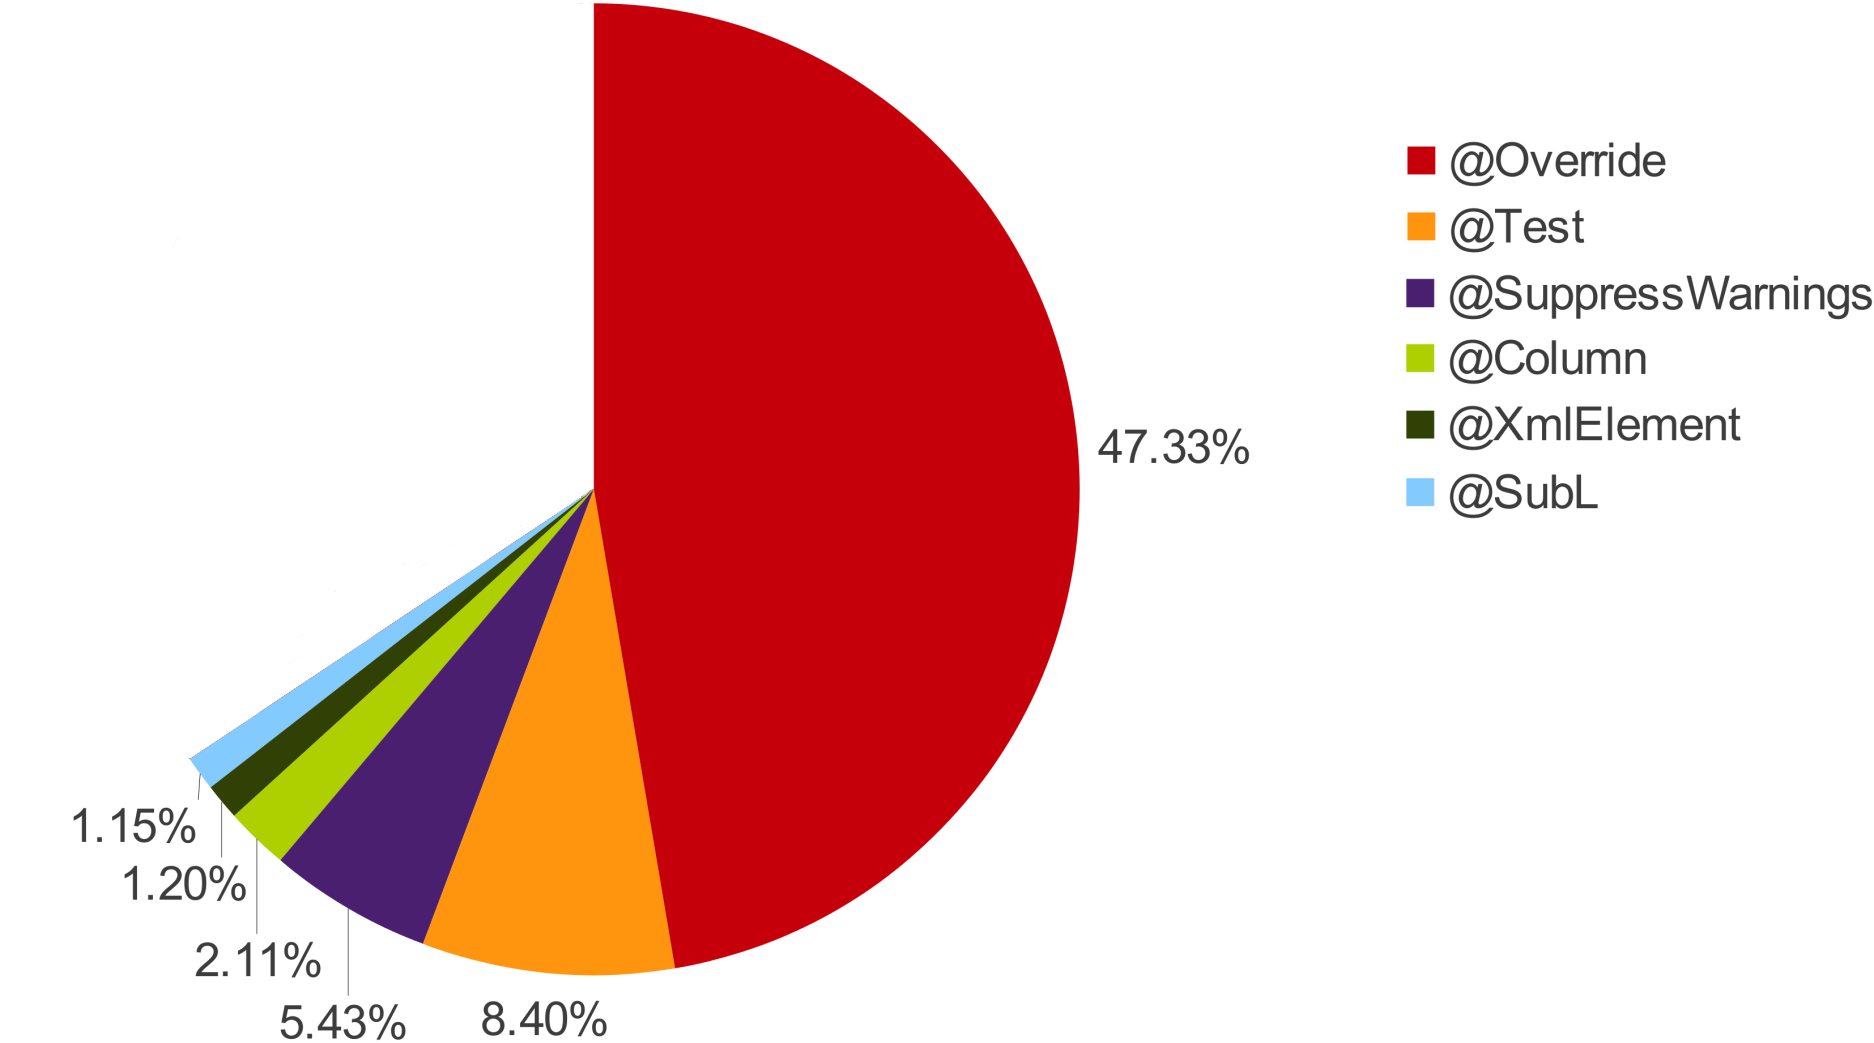 @Override
@Test
@SuppressWarnings
@Column
@XmlElement
@SubL
47.33%
1.15%
1.20%
2.11%
5.43%
8.40%